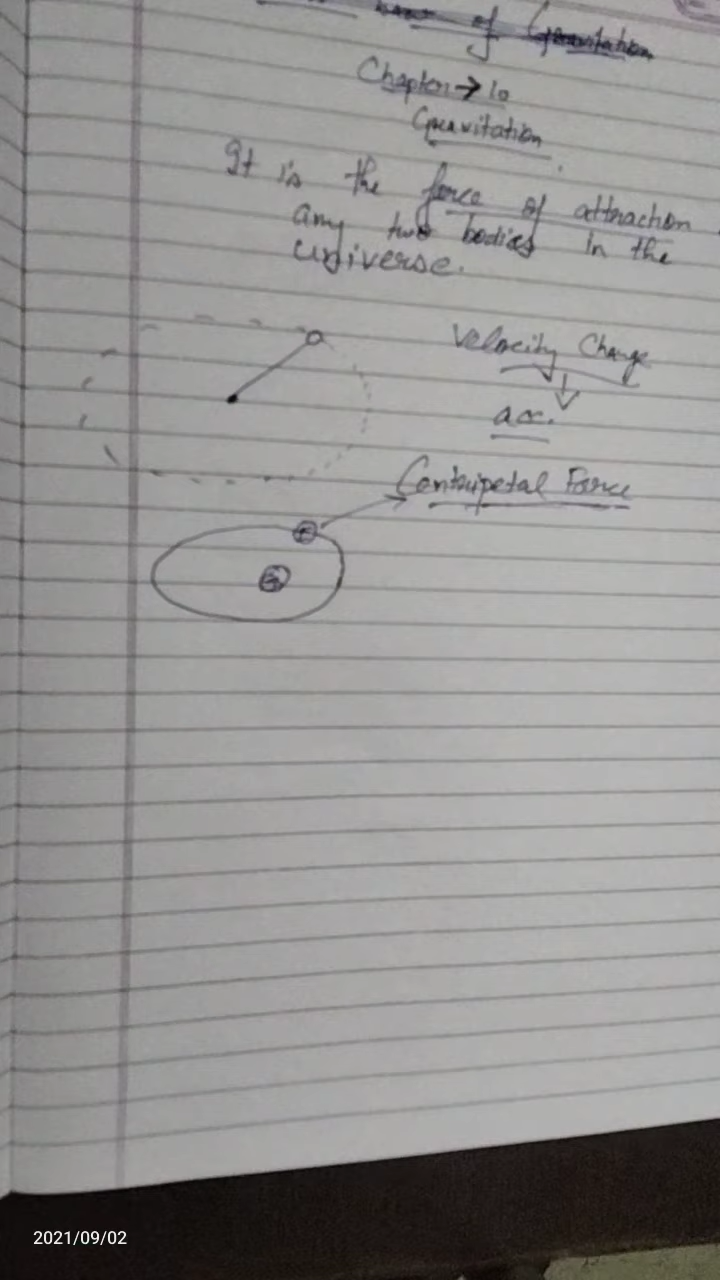 of Gravitation
Chapter → 10
Gravitation
It is the force of attraction
any two bodies in the
universe.
Velocity Change
acc.
Centripetal Force
2021/09/02